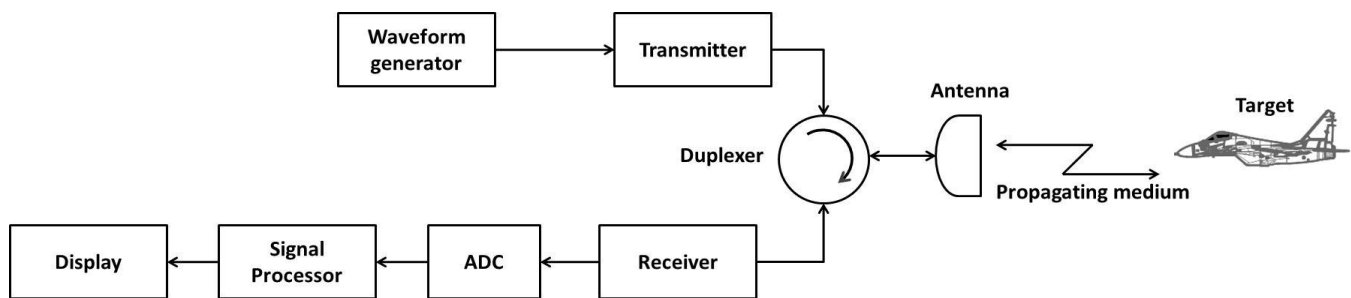 Waveform
generator
Transmitter
Antenna
Target
Duplexer
Propagating medium
Display
Signal
Processor
ADC
Receiver